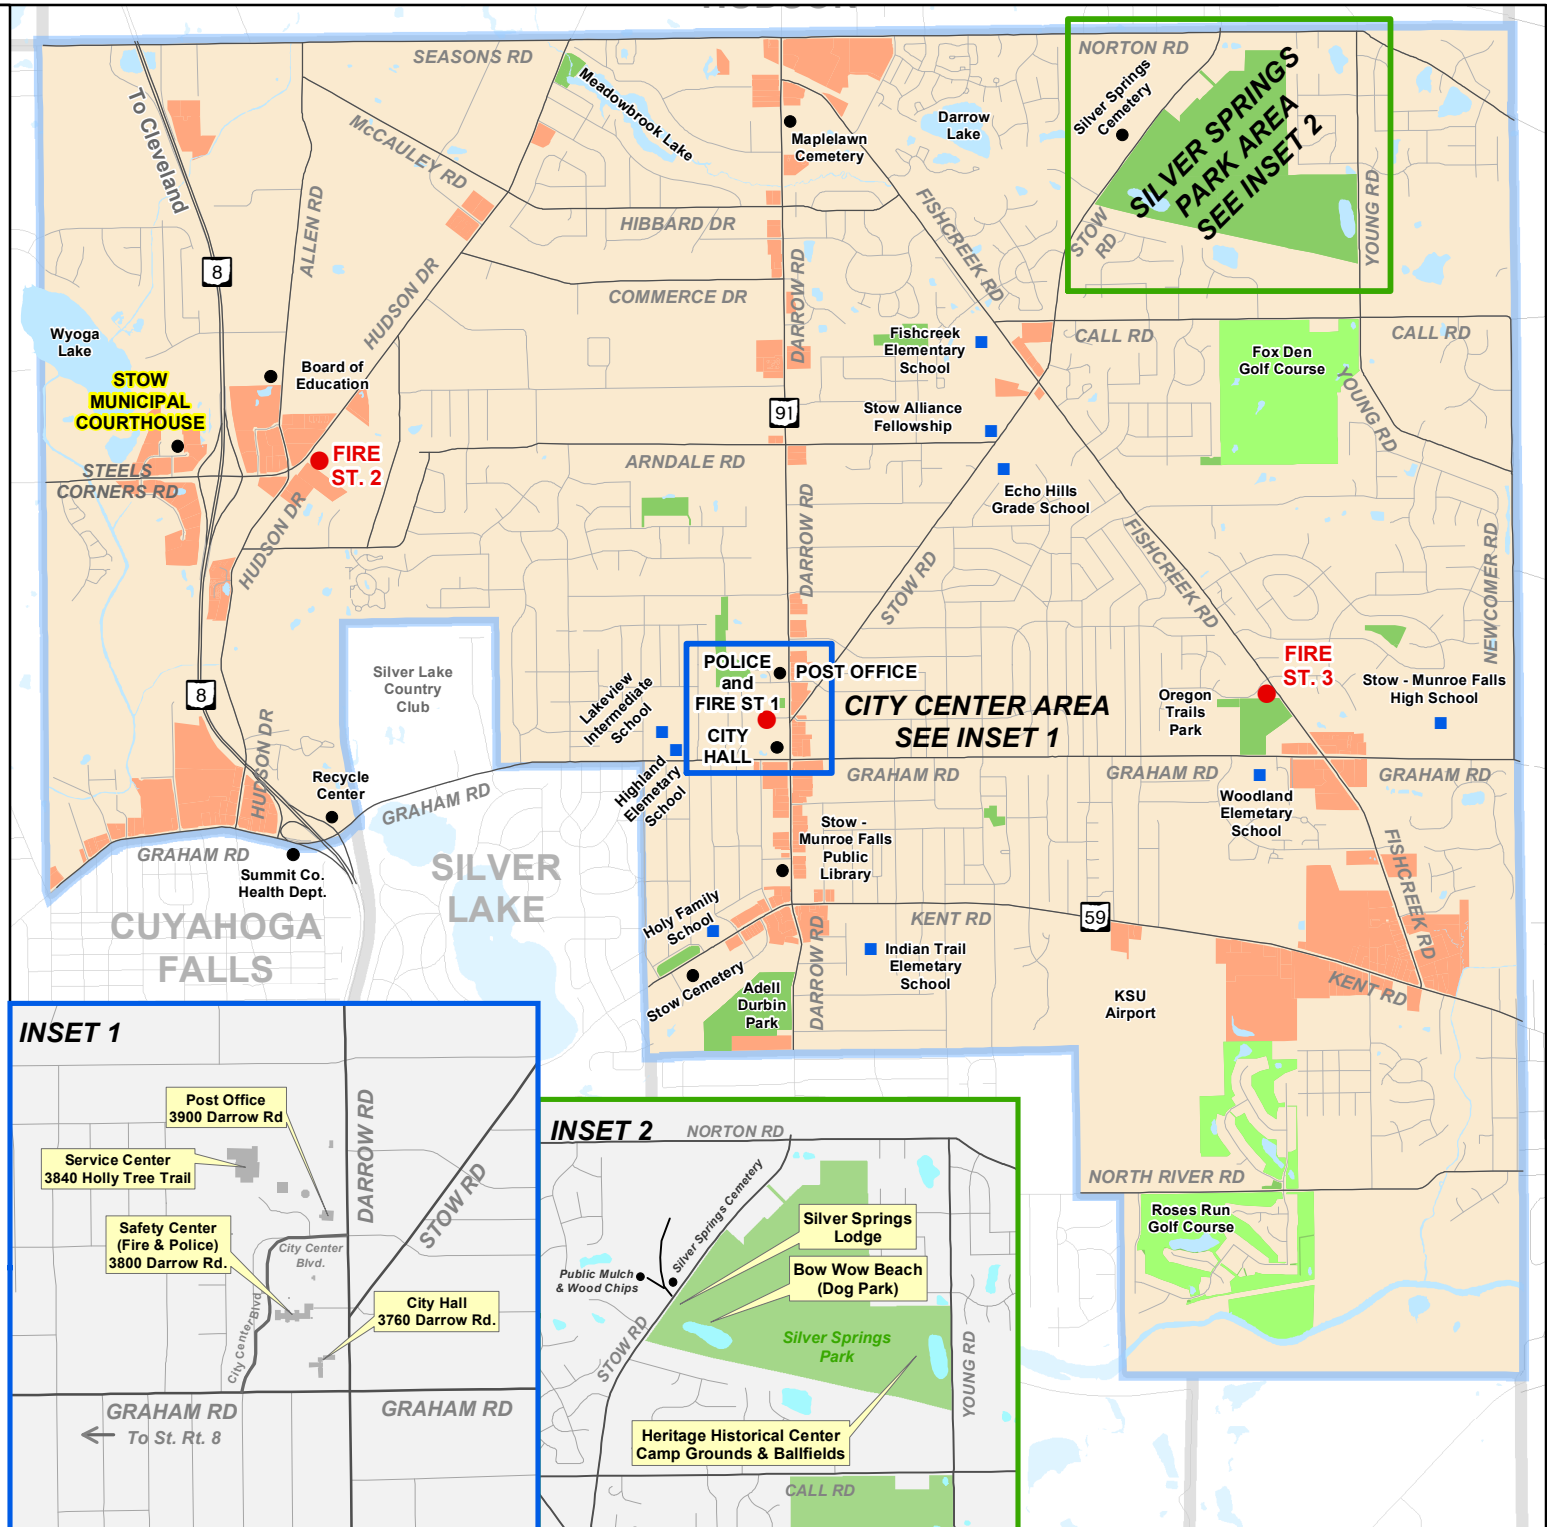 HUDSON
SEASONS RD
NORTON RD
To Cleveland
Meadowbrook Lake
McCAULEY RD
Maplelawn
Cemetery
Darrow
Lake
Silver Springs
Cemetery
SILVER SPRINGS
PARK AREA
SEE INSET 2
ALLEN RD
HIBBARD DR
FISHCREEK RD
STOW
RD
YOUNG RD
8
HUDSON DR
COMMERCE DR
DARROW RD
Wyoga
Lake
Board of
Education
Fishcreek
Elementary
School
CALL RD
Fox Den
Golf Course
CALL RD
STOW
MUNICIPAL
COURTHOUSE
91
Stow Alliance
Fellowship
YOUNG RD
FIRE
ST. 2
STEELS
CORNERS RD
ARNDALE RD
Echo Hills
Grade School
HUDSON DR
DARROW RD
STOW RD
FISHCREEK RD
NEWCOMER RD
Silver Lake
Country
Club
8
POLICE
and
FIRE ST 1
POST OFFICE
CITY
HALL
CITY CENTER AREA
SEE INSET 1
Lakeview
Intermediate
School
Highland
Elemetary
School
FIRE
ST. 3
Oregon
Trails
Park
Stow - Munroe Falls
High School
HUDSON DR
Recycle
Center
GRAHAM RD
GRAHAM RD
GRAHAM RD
GRAHAM RD
Woodland
Elemetary
School
Stow -
Munroe Falls
Public
Library
GRAHAM RD
Summit Co.
Health Dept.
SILVER
LAKE
CUYAHOGA
FALLS
Holy Family
School
KENT RD
59
FISHCREEK RD
Indian Trail
Elemetary
School
Stow Cemetery
Adell
Durbin
Park
DARROW RD
KSU
Airport
KENT RD
NORTH RIVER RD
Roses Run
Golf Course
INSET 1
Post Office
3900 Darrow Rd
DARROW RD
Service Center
3840 Holly Tree Trail
STOW RD
Safety Center
(Fire & Police)
3800 Darrow Rd.
City Center
Blvd.
City Center Blvd
City Hall
3760 Darrow Rd.
GRAHAM RD
GRAHAM RD
To St. Rt. 8
INSET 2
NORTON RD
Silver Springs Cemetery
Silver Springs
Lodge
Public Mulch
& Wood Chips
Bow Wow Beach
(Dog Park)
STOW RD
Silver Springs
Park
YOUNG RD
Heritage Historical Center
Camp Grounds & Ballfields
CALL RD